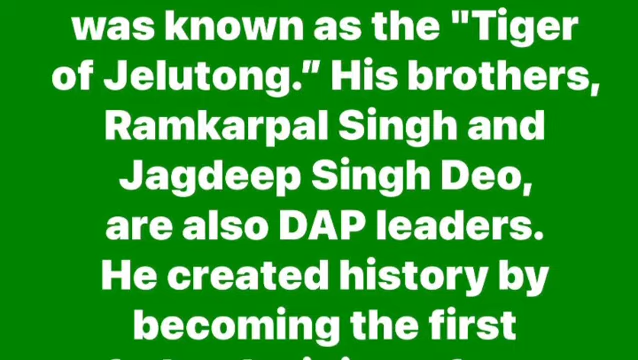 was known as the "Tiger
of Jelutong.” His brothers,
Ramkarpal Singh and
Jagdeep Singh Deo,
are also DAP leaders.
He created history by
becoming the first